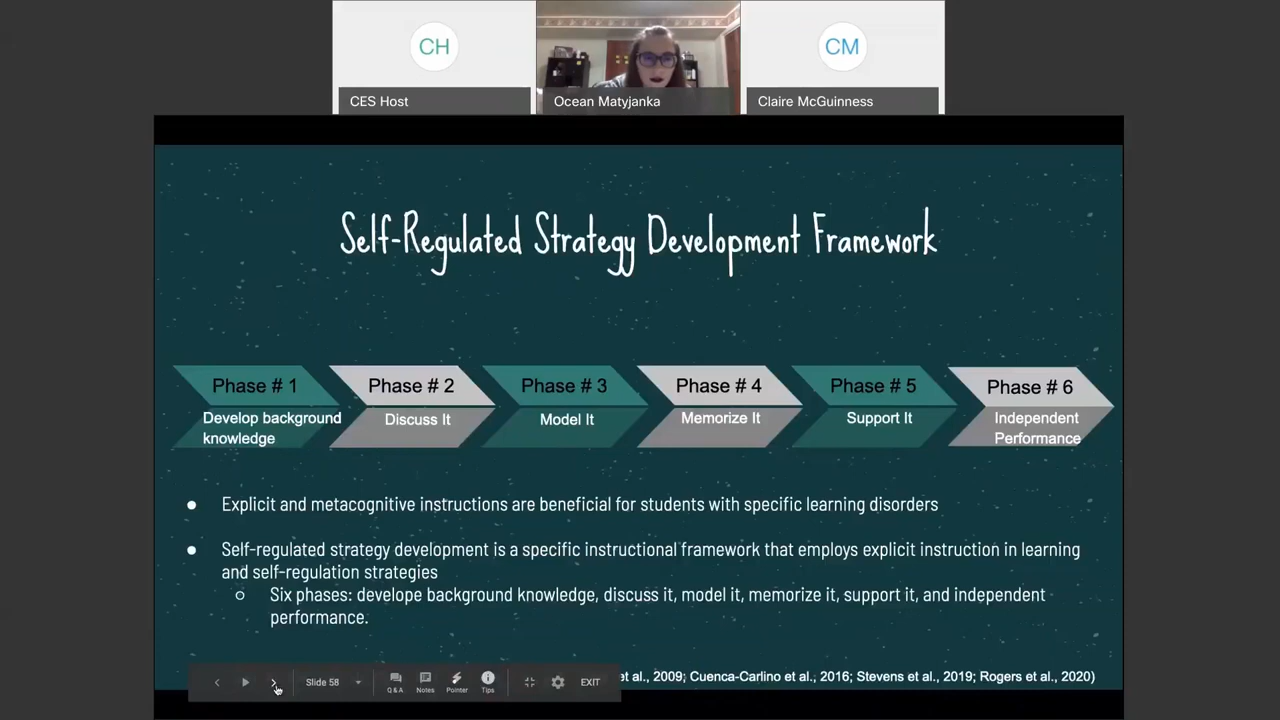 CH
CM
CES Host
Ocean Matyjanka
Claire McGuinness
Self-Regulated Strategy Development Framework
Phase # 1
Phase # 2
Phase # 3
Phase # 4
Phase # 5
Phase # 6
Develop background
knowledge
Discuss It
Model It
Memorize It
Support It
Independent
Performance
● Explicit and metacognitive instructions are beneficial for students with specific learning disorders
● Self-regulated strategy development is a specific instructional framework that employs explicit instruction in learning
and self-regulation strategies
○ Six phases: develope background knowledge, discuss it, model it, memorize it, support it, and independent
performance.
et al., 2009; Cuenca-Carlino et al., 2016; Stevens et al., 2019; Rogers et al., 2020)
Slide 58
Q & A
Notes
Pointer
Tips
EXIT